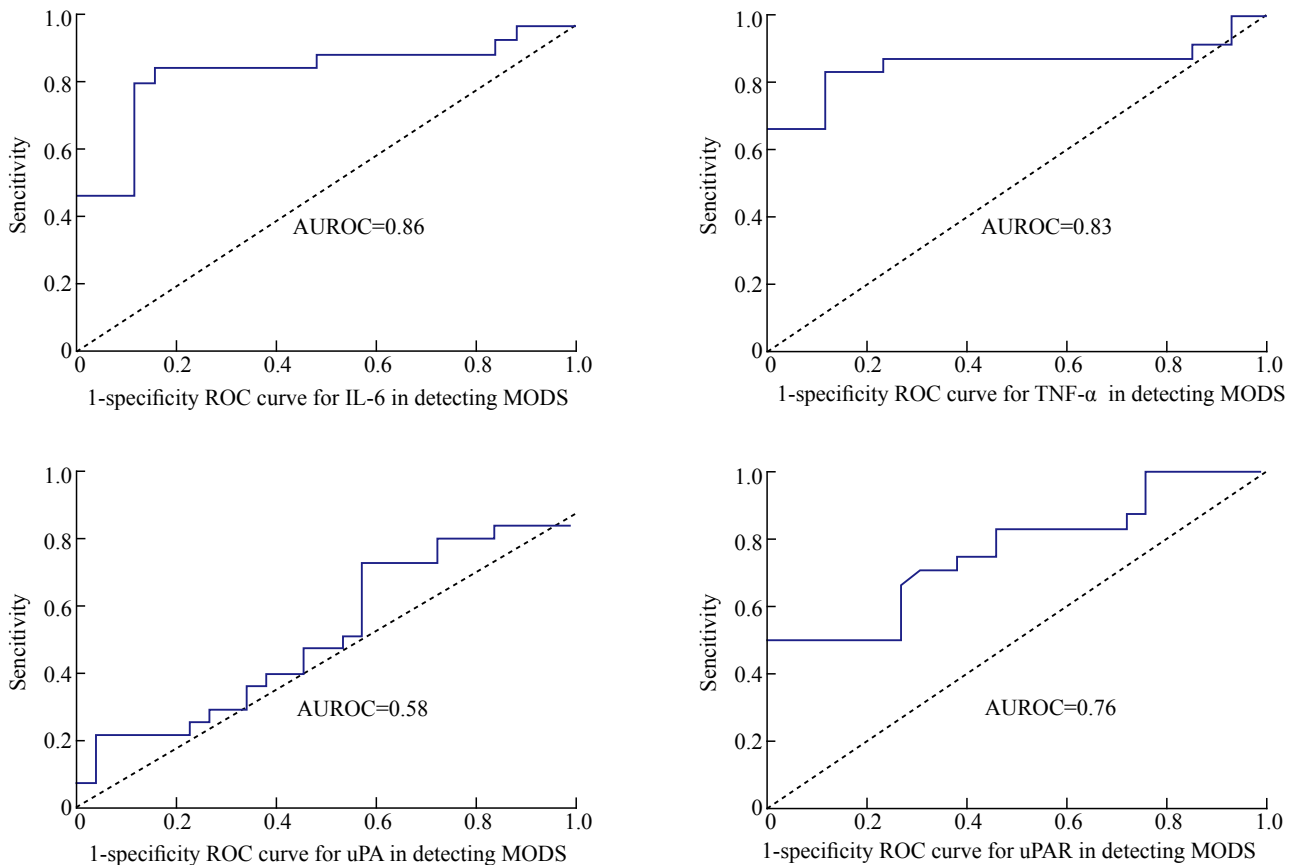 1.0
0.8
0.6
0.4
0.2
0
Sencitivity
AUROC=0.86
0 0.2 0.4 0.6 0.8 1.0
1-specificity ROC curve for IL-6 in detecting MODS
1.0
0.8
0.6
0.4
0.2
0
Sencitivity
AUROC=0.83
0 0.2 0.4 0.6 0.8 1.0
1-specificity ROC curve for TNF-α in detecting MODS
1.0
0.8
0.6
0.4
0.2
0
Sencitivity
AUROC=0.58
0 0.2 0.4 0.6 0.8 1.0
1-specificity ROC curve for uPA in detecting MODS
1.0
0.8
0.6
0.4
0.2
0
Sencitivity
AUROC=0.76
0 0.2 0.4 0.6 0.8 1.0
1-specificity ROC curve for uPAR in detecting MODS